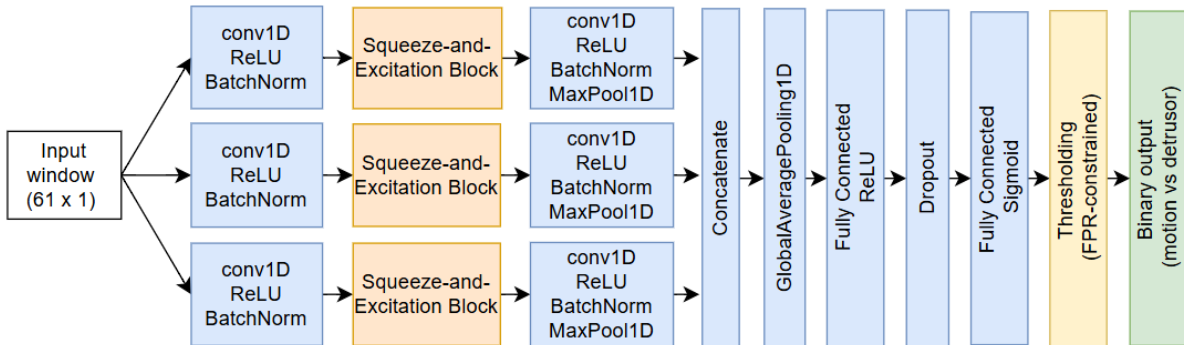 Input
window
(61 x 1)
conv1D
ReLU
BatchNorm
Squeeze-and-
Excitation Block
conv1D
ReLU
BatchNorm
MaxPool1D
conv1D
ReLU
BatchNorm
Squeeze-and-
Excitation Block
conv1D
ReLU
BatchNorm
MaxPool1D
conv1D
ReLU
BatchNorm
Squeeze-and-
Excitation Block
conv1D
ReLU
BatchNorm
MaxPool1D
Concatenate
GlobalAveragePooling1D
Fully Connected
ReLU
Dropout
Fully Connected
Sigmoid
Thresholding
(FPR-constrained)
Binary output
(motion vs detrusor)